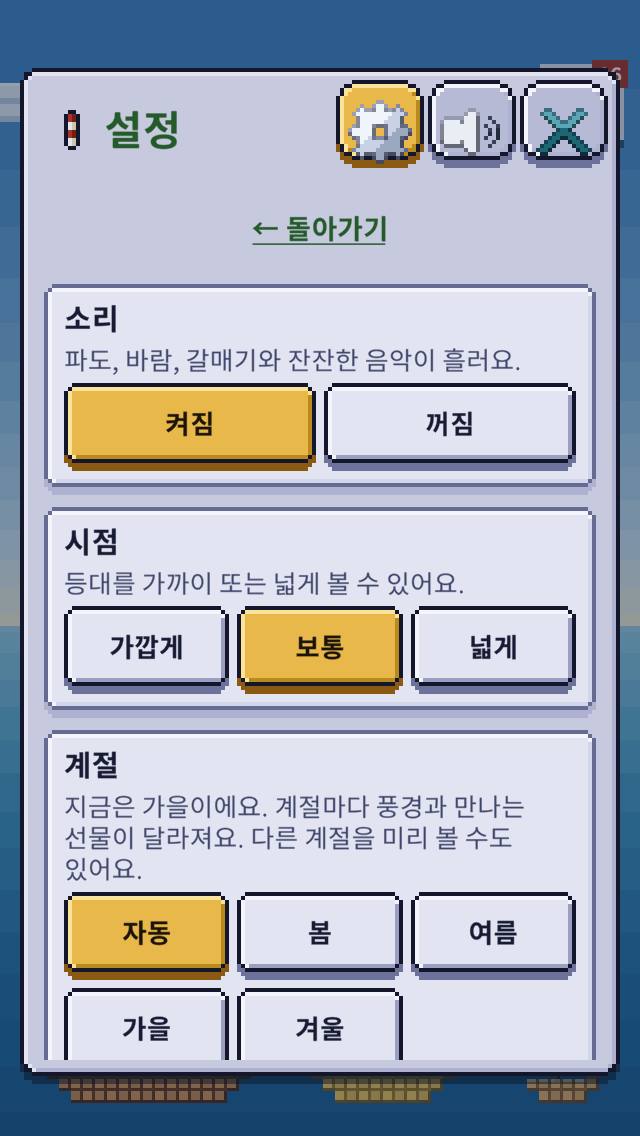 설정
← 돌아가기
소리
파도, 바람, 갈매기와 잔잔한 음악이 흘러요.
켜짐
꺼짐
시점
등대를 가까이 또는 넓게 볼 수 있어요.
가깝게
보통
넓게
계절
지금은 가을이에요. 계절마다 풍경과 만나는
선물이 달라져요. 다른 계절을 미리 볼 수도
있어요.
자동
봄
여름
가을
겨울